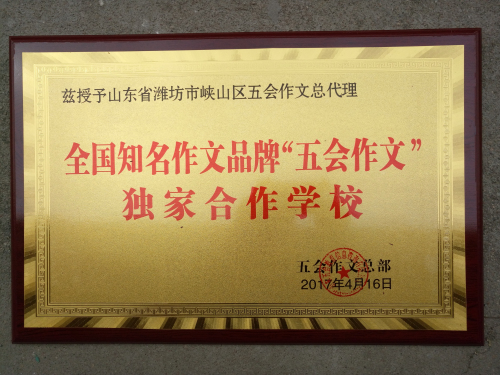 兹授予山东省潍坊市峡山区五会作文总代理
全国知名作文品牌“五会作文”
独家合作学校
五会作文总部
2017年4月16日